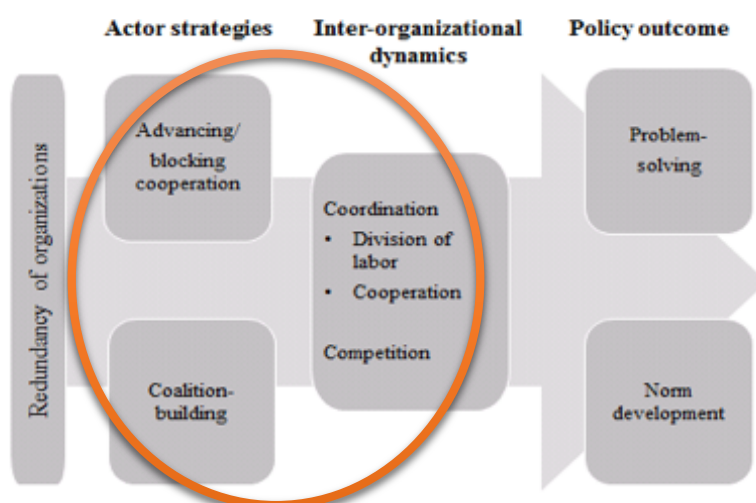 Actor strategies
Inter-organizational
dynamics
Policy outcome
Redundancy of organizations
Advancing/
blocking
cooperation
Coalition-
building
Coordination
• Division of
labor
• Cooperation
Competition
Problem-
solving
Norm
development